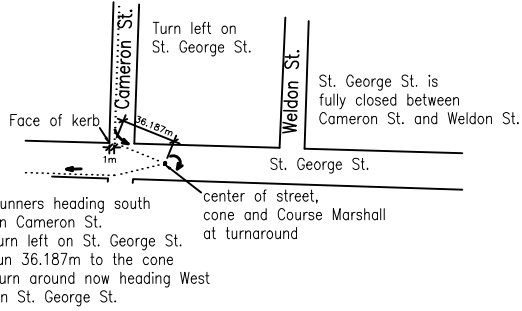 Cameron St.
Turn left on
St. George St.
Weldon St.
St. George St. is
fully closed between
Cameron St. and Weldon St.
Face of kerb
36.187m
1m
St. George St.
center of street,
cone and Course Marshall
at turnaround
unners heading south
n Cameron St.
urn left on St. George St.
un 36.187m to the cone
urn around now heading West
n St. George St.